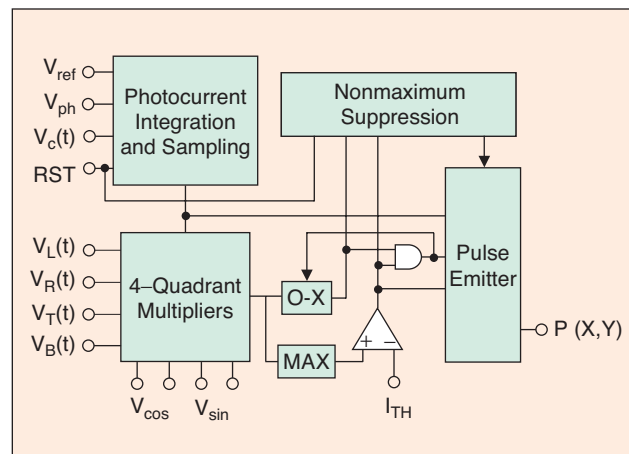 V_ref
V_ph
V_c(t)
RST
Photocurrent
Integration
and Sampling
Nonmaximum
Suppression
V_L(t)
V_R(t)
V_T(t)
V_B(t)
4–Quadrant
Multipliers
O-X
MAX
+ −
Pulse
Emitter
P (X,Y)
V_cos
V_sin
I_TH